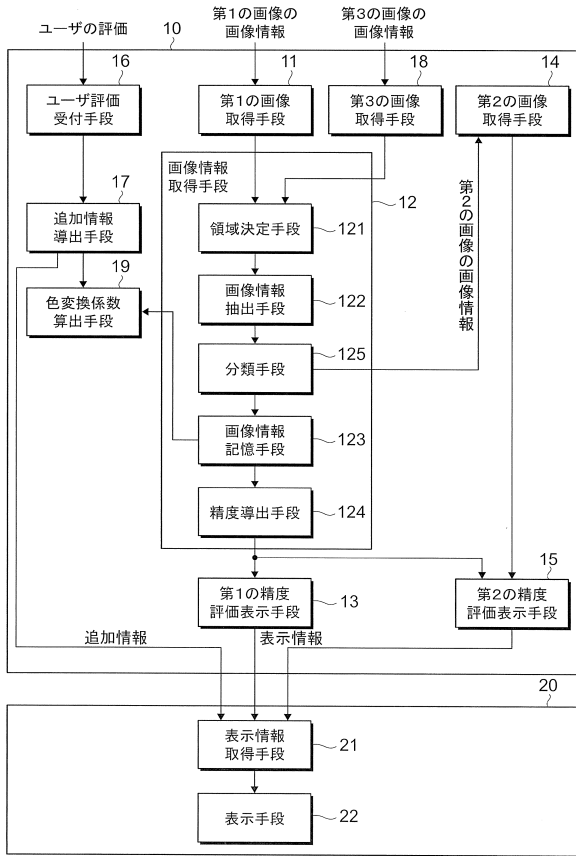 ユーザの評価
10
第1の画像の
画像情報
第3の画像の
画像情報
16
ユーザ評価
受付手段
11
第1の画像
取得手段
18
第3の画像
取得手段
14
第2の画像
取得手段
画像情報
取得手段
12
17
追加情報
導出手段
領域決定手段
121
第2の画像の画像情報
19
色変換係数
算出手段
画像情報
抽出手段
122
分類手段
125
画像情報
記憶手段
123
精度導出手段
124
第1の精度
評価表示手段
13
15
第2の精度
評価表示手段
追加情報
表示情報
20
表示情報
取得手段
21
表示手段
22